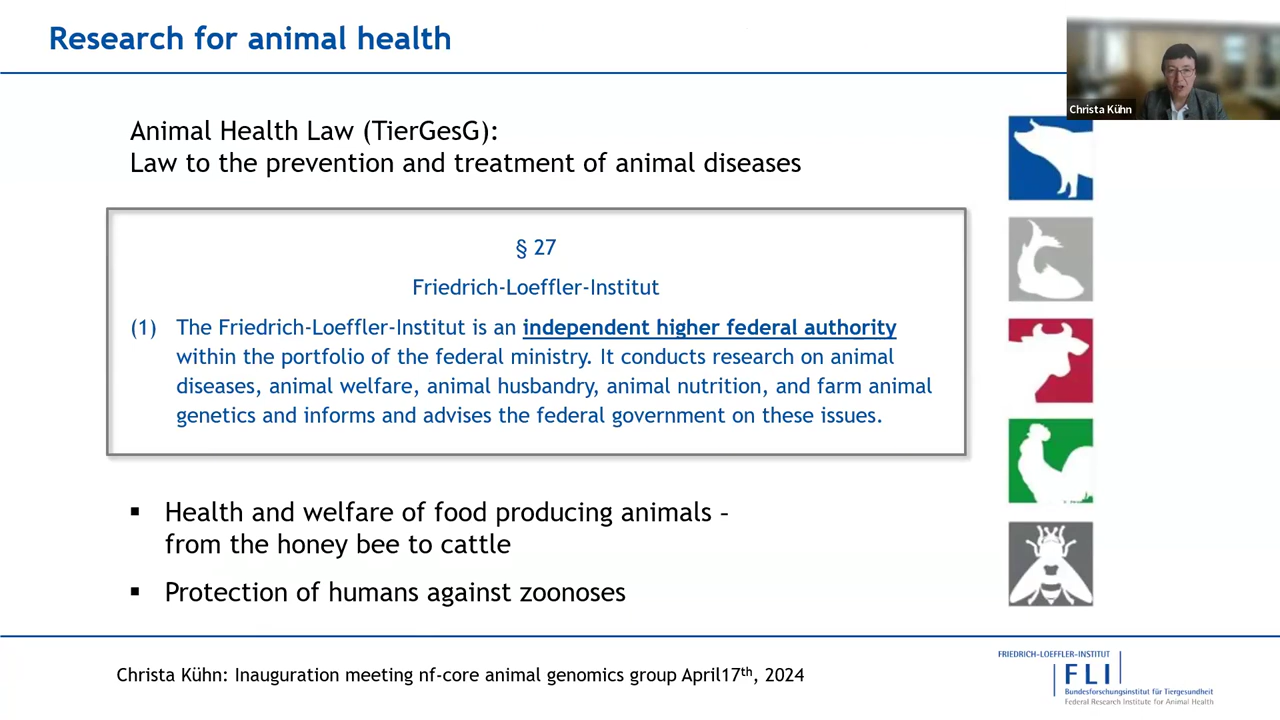 Research for animal health
Christa Kühn
Animal Health Law (TierGesG):
Law to the prevention and treatment of animal diseases
§ 27
Friedrich-Loeffler-Institut
(1) The Friedrich-Loeffler-Institut is an independent higher federal authority
within the portfolio of the federal ministry. It conducts research on animal
diseases, animal welfare, animal husbandry, animal nutrition, and farm animal
genetics and informs and advises the federal government on these issues.
▪ Health and welfare of food producing animals –
from the honey bee to cattle
▪ Protection of humans against zoonoses
Christa Kühn: Inauguration meeting nf-core animal genomics group April17th, 2024
FRIEDRICH-LOEFFLER-INSTITUT
FLI
Bundesforschungsinstitut für Tiergesundheit
Federal Research Institute for Animal Health